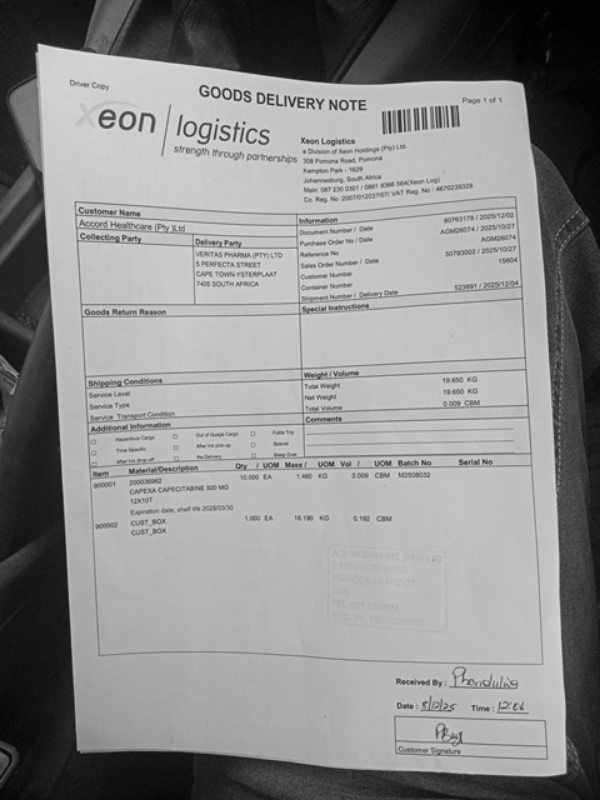 Driver Copy
GOODS DELIVERY NOTE
Page 1 of 1
xeon logistics
strength through partnerships
Xeon Logistics
a Division of Xeon Holdings (Pty) Ltd.
308 Pomona Road, Pomona
Kempton Park - 1629
Johannesburg, South Africa
Main: 087 230 0301 / 0861 9366 564(Xeon Log)
Co. Reg. No :2007/012037/07/ VAT Reg. No : 4670239328
Customer Name
Accord Healthcare (Pty )Ltd
Collecting Party
Delivery Party
VERITAS PHARMA (PTY) LTD
5 PERFECTA STREET
CAPE TOWN-YSTERPLAAT
7405 SOUTH AFRICA
Information
Document Number / Date 80763178 / 2025/12/02
Purchase Order No / Date AGM26074 / 2025/10/27
Reference No AGM26074
Sales Order Number / Date 50793002 / 2025/10/27
Customer Number 15604
Container Number
Shipment Number / Delivery Date 523891 / 2025/12/04
Goods Return Reason
Special Instructions
Shipping Conditions
Service Level
Service Type
Service Transport Condition
Weight / Volume
Total Weight 19.650 KG
Net Weight 19.650 KG
Total Volume 0.009 CBM
Additional Information
Hazardous Cargo Out of Guage Cargo Futile Trip
Time Specific After hrs pick-up Special
After hrs drop-off Re-Delivery Sleep Over
Comments
Item Material/Description Qty / UOM Mass / UOM Vol / UOM Batch No Serial No
900001 200036962 10.000 EA 1.460 KG 0.009 CBM M2508032
CAPEXA CAPECITABINE 500 MG
12X10T
Expiration date, shelf life 2028/03/30
900002 CUST_BOX 1.000 EA 18.190 KG 0.192 CBM
CUST_BOX
Received By : Phendulwa
Date : 8/12/25 Time : 12:06
Customer Signature